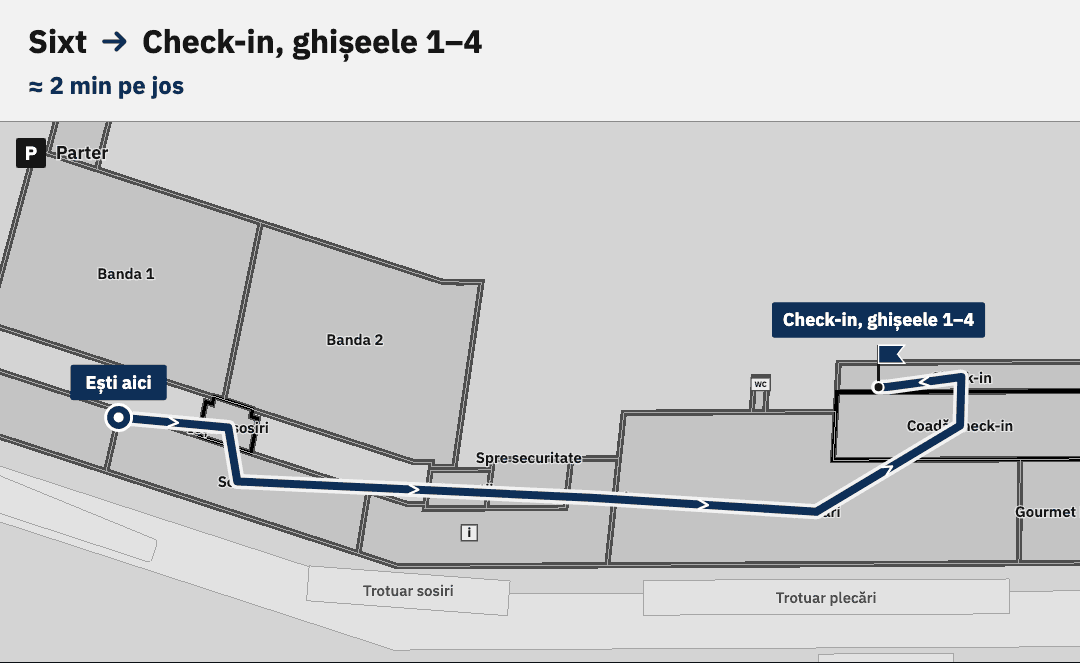 Sixt → Check-in, ghișeele 1–4
≈ 2 min pe jos
P Parter
Banda 1
Banda 2
Check-in, ghișeele 1–4
Ești aici
sosiri
WC
Coadă
Spre securitate
i
Gourmet
Trotuar sosiri
Trotuar plecări